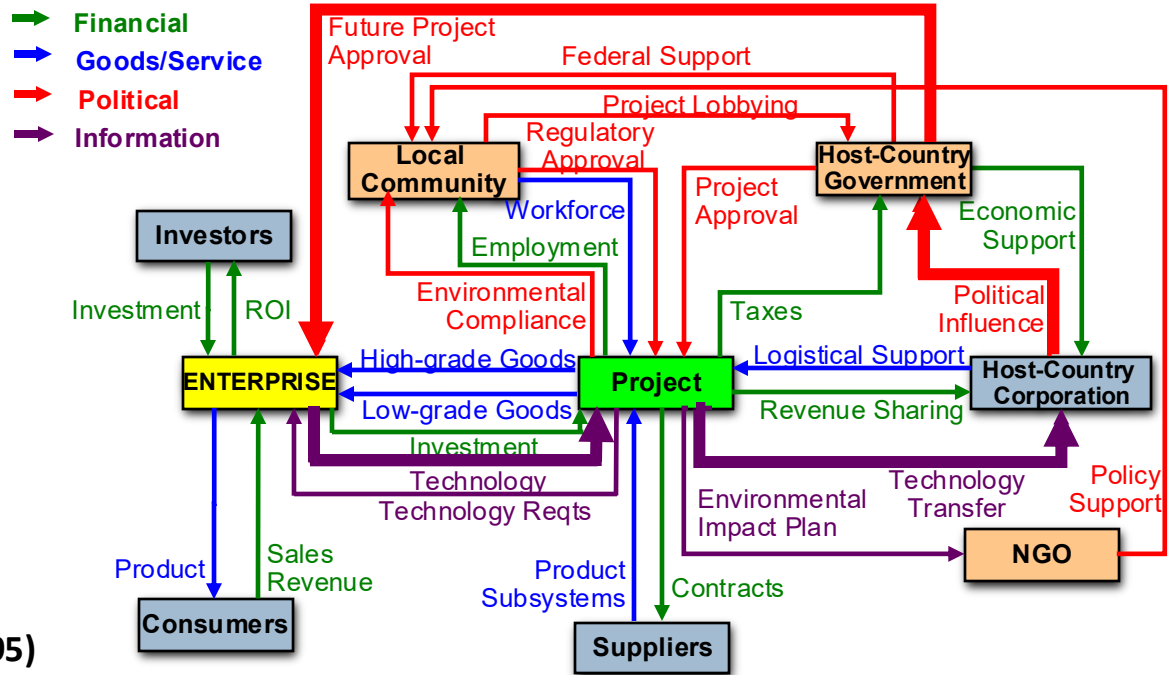 Financial
Goods/Service
Political
Information
Future Project
Approval
Federal Support
Project Lobbying
Regulatory
Approval
Local
Community
Host-Country
Government
Project
Approval
Workforce
Economic
Support
Investors
Employment
Investment
ROI
Environmental
Compliance
Taxes
Political
Influence
High-grade Goods
Logistical Support
ENTERPRISE
Project
Host-Country
Corporation
Low-grade Goods
Revenue Sharing
Investment
Technology
Technology Reqts
Environmental
Impact Plan
Technology
Transfer
Policy
Support
NGO
Product
Sales
Revenue
Product
Subsystems
Contracts
Consumers
Suppliers
95)